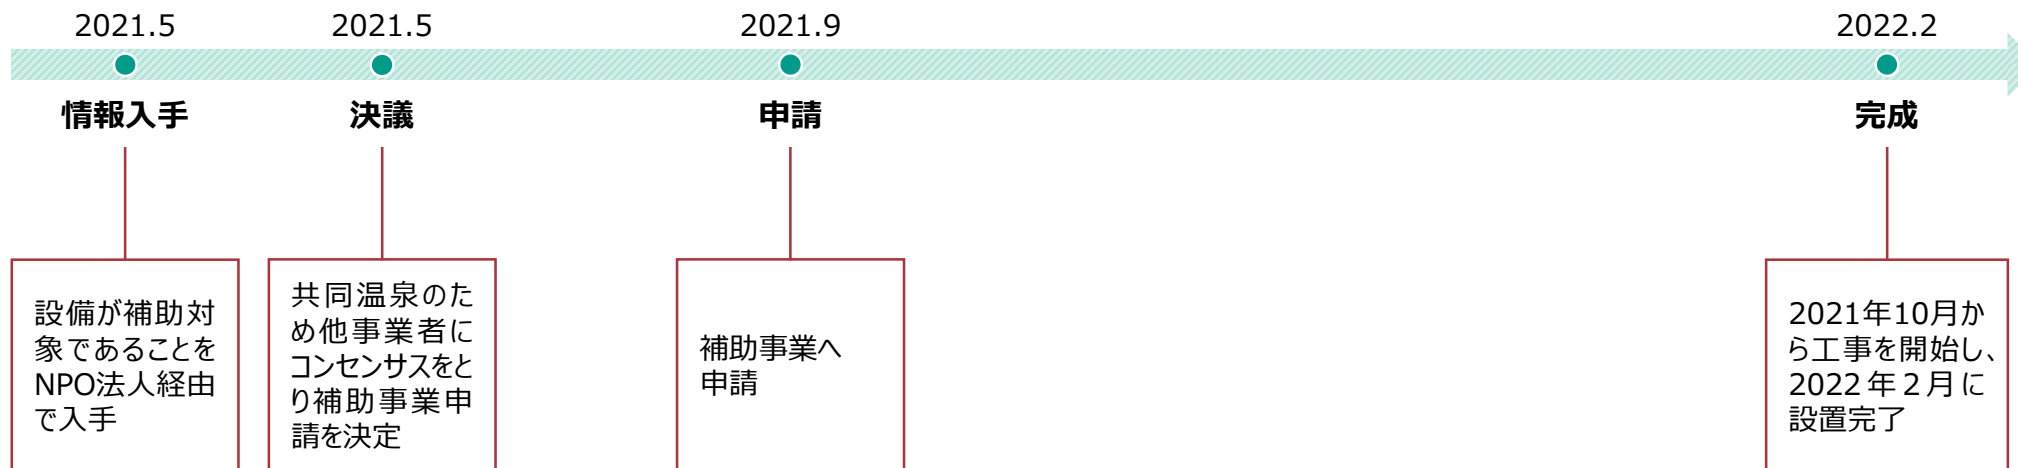 2021.5
2021.5
2021.9
2022.2
情報入手
決議
申請
完成
設備が補助対
象であることを
NPO法人経由
で入手
共同温泉のた
め他事業者に
コンセンサスをと
り補助事業申
請を決定
補助事業へ
申請
2021年10月か
ら工事を開始し、
2022年2月に
設置完了